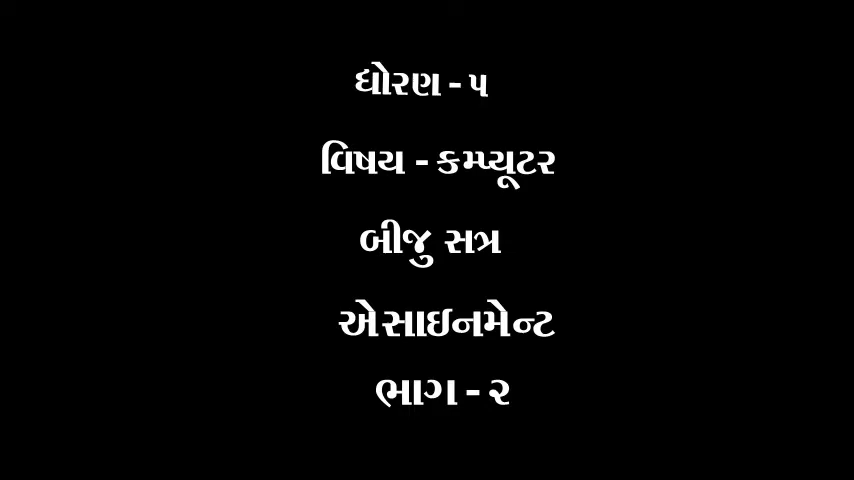 ધોરણ - ૫
વિષય - કમ્પ્યૂટર
બીજુ સત્ર
એસાઇનમેન્ટ
ભાગ - ૨